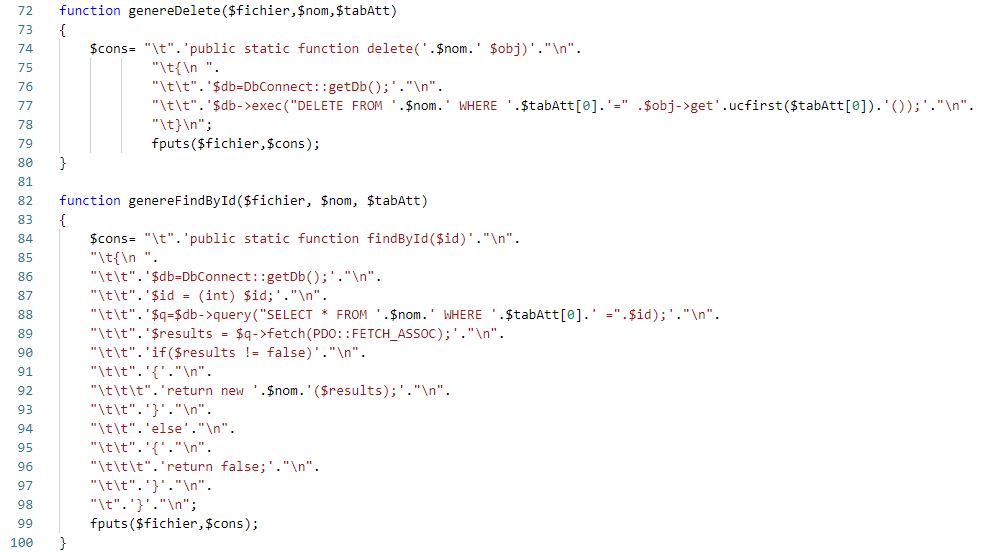 72 function genereDelete($fichier,$nom,$tabAtt)
73 {
74 $cons= "\t".'public static function delete('.$nom.' $obj)'."\n".
75 "\t{\n ".
76 "\t\t".'$db=DbConnect::getDb();'."\n".
77 "\t\t".'$db->exec("DELETE FROM '.$nom.' WHERE '.$tabAtt[0].'=" .$obj->get'.ucfirst($tabAtt[0]).'());'."\n".
78 "\t}\n";
79 fputs($fichier,$cons);
80 }
81
82 function genereFindById($fichier, $nom, $tabAtt)
83 {
84 $cons= "\t".'public static function findById($id)'."\n".
85 "\t{\n ".
86 "\t\t".'$db=DbConnect::getDb();'."\n".
87 "\t\t".'$id = (int) $id;'."\n".
88 "\t\t".'$q=$db->query("SELECT * FROM '.$nom.' WHERE '.$tabAtt[0].' =".$id);'."\n".
89 "\t\t".'$results = $q->fetch(PDO::FETCH_ASSOC);'."\n".
90 "\t\t".'if($results != false)'."\n".
91 "\t\t".'{'."\n".
92 "\t\t\t".'return new '.$nom.'($results);'."\n".
93 "\t\t".'}'."\n".
94 "\t\t".'else'."\n".
95 "\t\t".'{'."\n".
96 "\t\t\t".'return false;'."\n".
97 "\t\t".'}'."\n".
98 "\t".'}'."\n";
99 fputs($fichier,$cons);
100 }